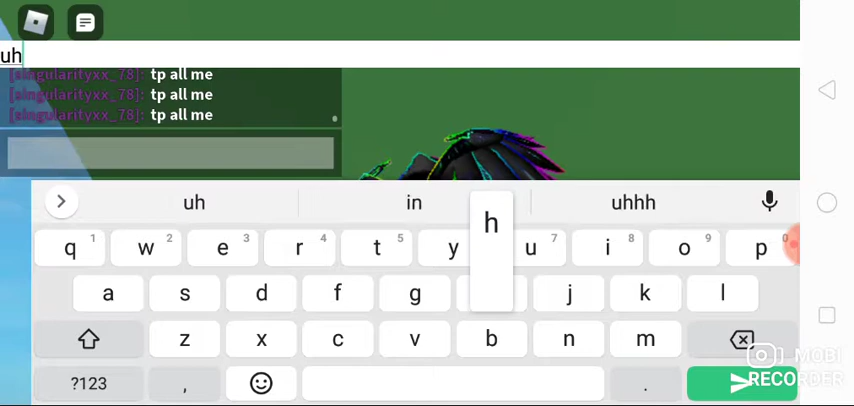 uh
[singularityxx_78]: tp all me
[singularityxx_78]: tp all me
[singularityxx_78]: tp all me
uh in uhhh
h
q 1 w 2 e 3 r 4 t 5 y u 7 i 8 o 9 p 0
a s d f g j k l
z x c v b n m
?123 , .
MOBI
RECORDER